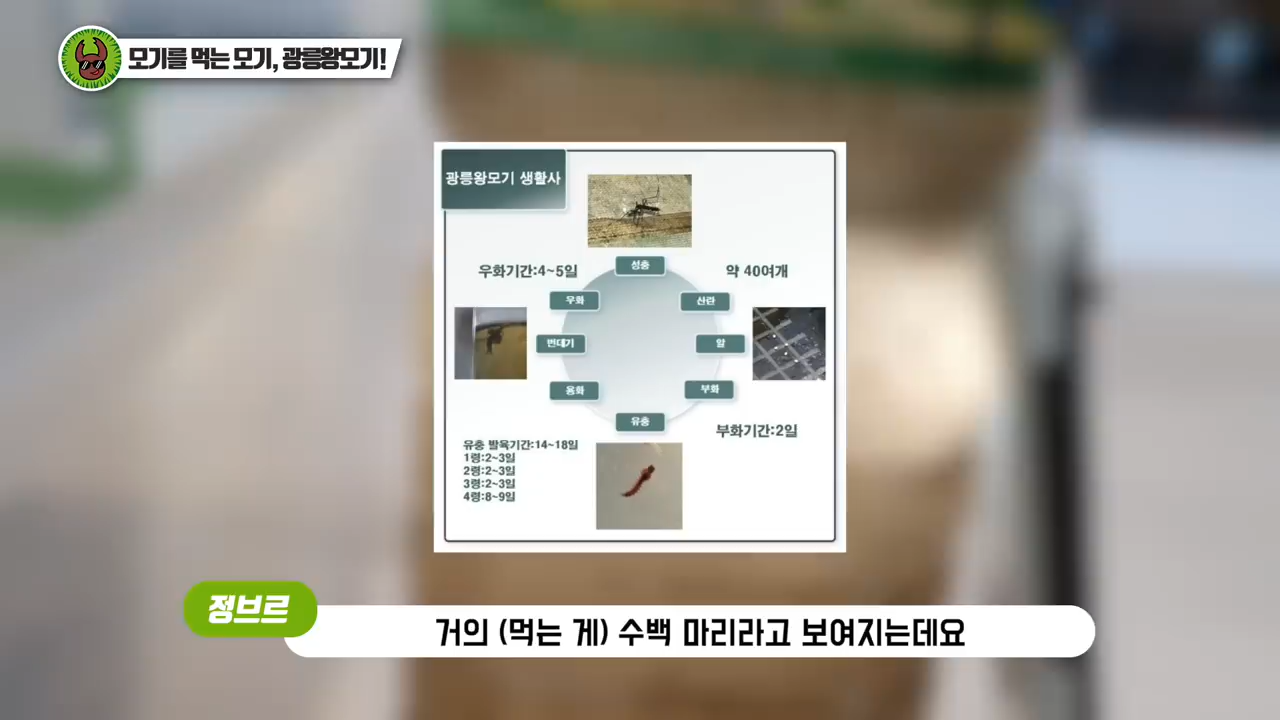 모기를 먹는 모기, 광릉왕모기!
광릉왕모기 생활사
성충
우화기간:4~5일
약 40여개
우화
산란
번데기
알
용화
부화
유충
부화기간:2일
유충 발육기간:14~18일
1령:2~3일
2령:2~3일
3령:2~3일
4령:8~9일
정브르
거의 (먹는 게) 수백 마리라고 보여지는데요